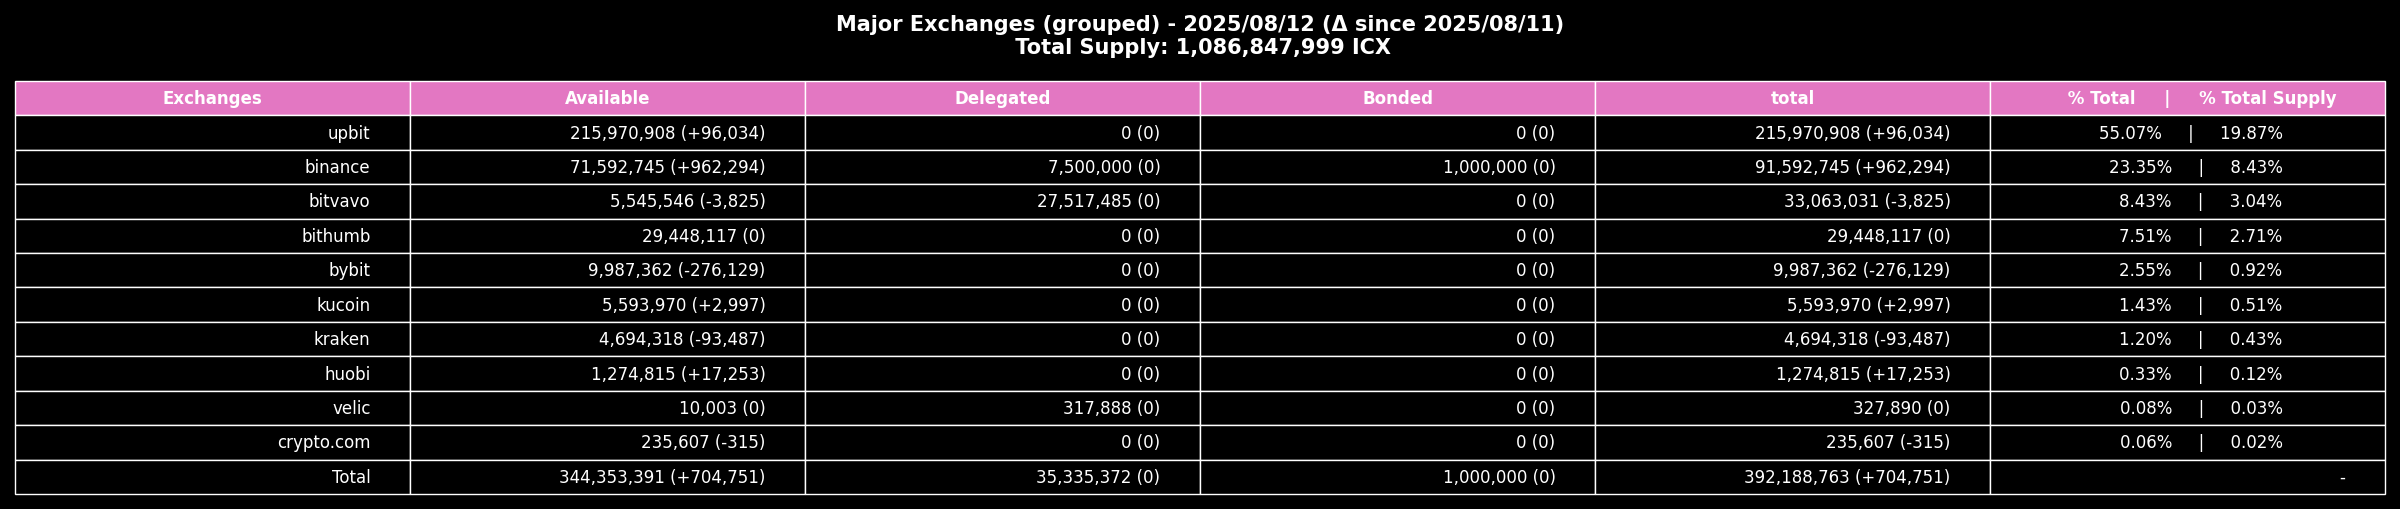 Major Exchanges (grouped) - 2025/08/12 (Δ since 2025/08/11)
Total Supply: 1,086,847,999 ICX
Exchanges Available Delegated Bonded total % Total | % Total Supply
upbit 215,970,908 (+96,034) 0 (0) 0 (0) 215,970,908 (+96,034) 55.07% | 19.87%
binance 71,592,745 (+962,294) 7,500,000 (0) 1,000,000 (0) 91,592,745 (+962,294) 23.35% | 8.43%
bitvavo 5,545,546 (-3,825) 27,517,485 (0) 0 (0) 33,063,031 (-3,825) 8.43% | 3.04%
bithumb 29,448,117 (0) 0 (0) 0 (0) 29,448,117 (0) 7.51% | 2.71%
bybit 9,987,362 (-276,129) 0 (0) 0 (0) 9,987,362 (-276,129) 2.55% | 0.92%
kucoin 5,593,970 (+2,997) 0 (0) 0 (0) 5,593,970 (+2,997) 1.43% | 0.51%
kraken 4,694,318 (-93,487) 0 (0) 0 (0) 4,694,318 (-93,487) 1.20% | 0.43%
huobi 1,274,815 (+17,253) 0 (0) 0 (0) 1,274,815 (+17,253) 0.33% | 0.12%
velic 10,003 (0) 317,888 (0) 0 (0) 327,890 (0) 0.08% | 0.03%
crypto.com 235,607 (-315) 0 (0) 0 (0) 235,607 (-315) 0.06% | 0.02%
Total 344,353,391 (+704,751) 35,335,372 (0) 1,000,000 (0) 392,188,763 (+704,751) -